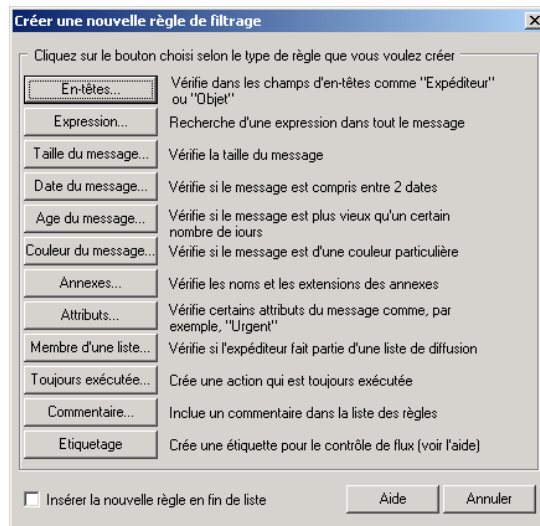 Créer une nouvelle règle de filtrage
Cliquez sur le bouton choisi selon le type de règle que vous voulez créer
En-têtes...
Vérifie dans les champs d'en-têtes comme "Expéditeur"
ou "Objet"
Expression...
Recherche d'une expression dans tout le message
Taille du message...
Vérifie la taille du message
Date du message...
Vérifie si le message est compris entre 2 dates
Age du message...
Vérifie si le message est plus vieux qu'un certain
nombre de jours
Couleur du message...
Vérifie si le message est d'une couleur particulière
Annexes...
Vérifie les noms et les extensions des annexes
Attributs...
Vérifie certains attributs du message comme, par
exemple, "Urgent"
Membre d'une liste...
Vérifie si l'expéditeur fait partie d'une liste de diffusion
Toujours exécutée...
Crée une action qui est toujours exécutée
Commentaire...
Inclue un commentaire dans la liste des règles
Etiquetage
Crée une étiquette pour le contrôle de flux (voir l'aide)
Insérer la nouvelle règle en fin de liste
Aide
Annuler